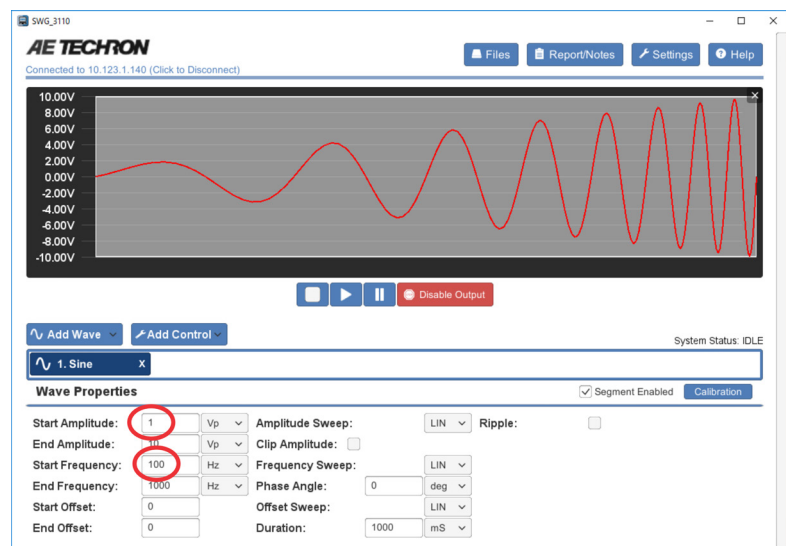 SWG_3110
AE TECHRON
Files
Report/Notes
Settings
Help
Connected to 10.123.1.140 (Click to Disconnect)
10.00V
8.00V
6.00V
4.00V
2.00V
0.00V
-2.00V
-4.00V
-6.00V
-8.00V
-10.00V
Disable Output
Add Wave
Add Control
System Status: IDLE
1. Sine x
Wave Properties
Segment Enabled
Calibration
Start Amplitude: 1 Vp Amplitude Sweep: LIN Ripple:
End Amplitude: 10 Vp Clip Amplitude:
Start Frequency: 100 Hz Frequency Sweep: LIN
End Frequency: 1000 Hz Phase Angle: 0 deg
Start Offset: 0 Offset Sweep: LIN
End Offset: 0 Duration: 1000 mS